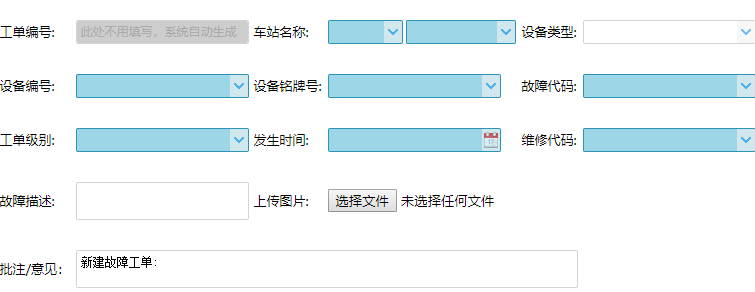 工单编号: 此处不用填写，系统自动生成 车站名称: 设备类型:
设备编号: 设备铭牌号: 故障代码:
工单级别: 发生时间: 维修代码:
故障描述: 上传图片: 选择文件 未选择任何文件
批注/意见: 新建故障工单: